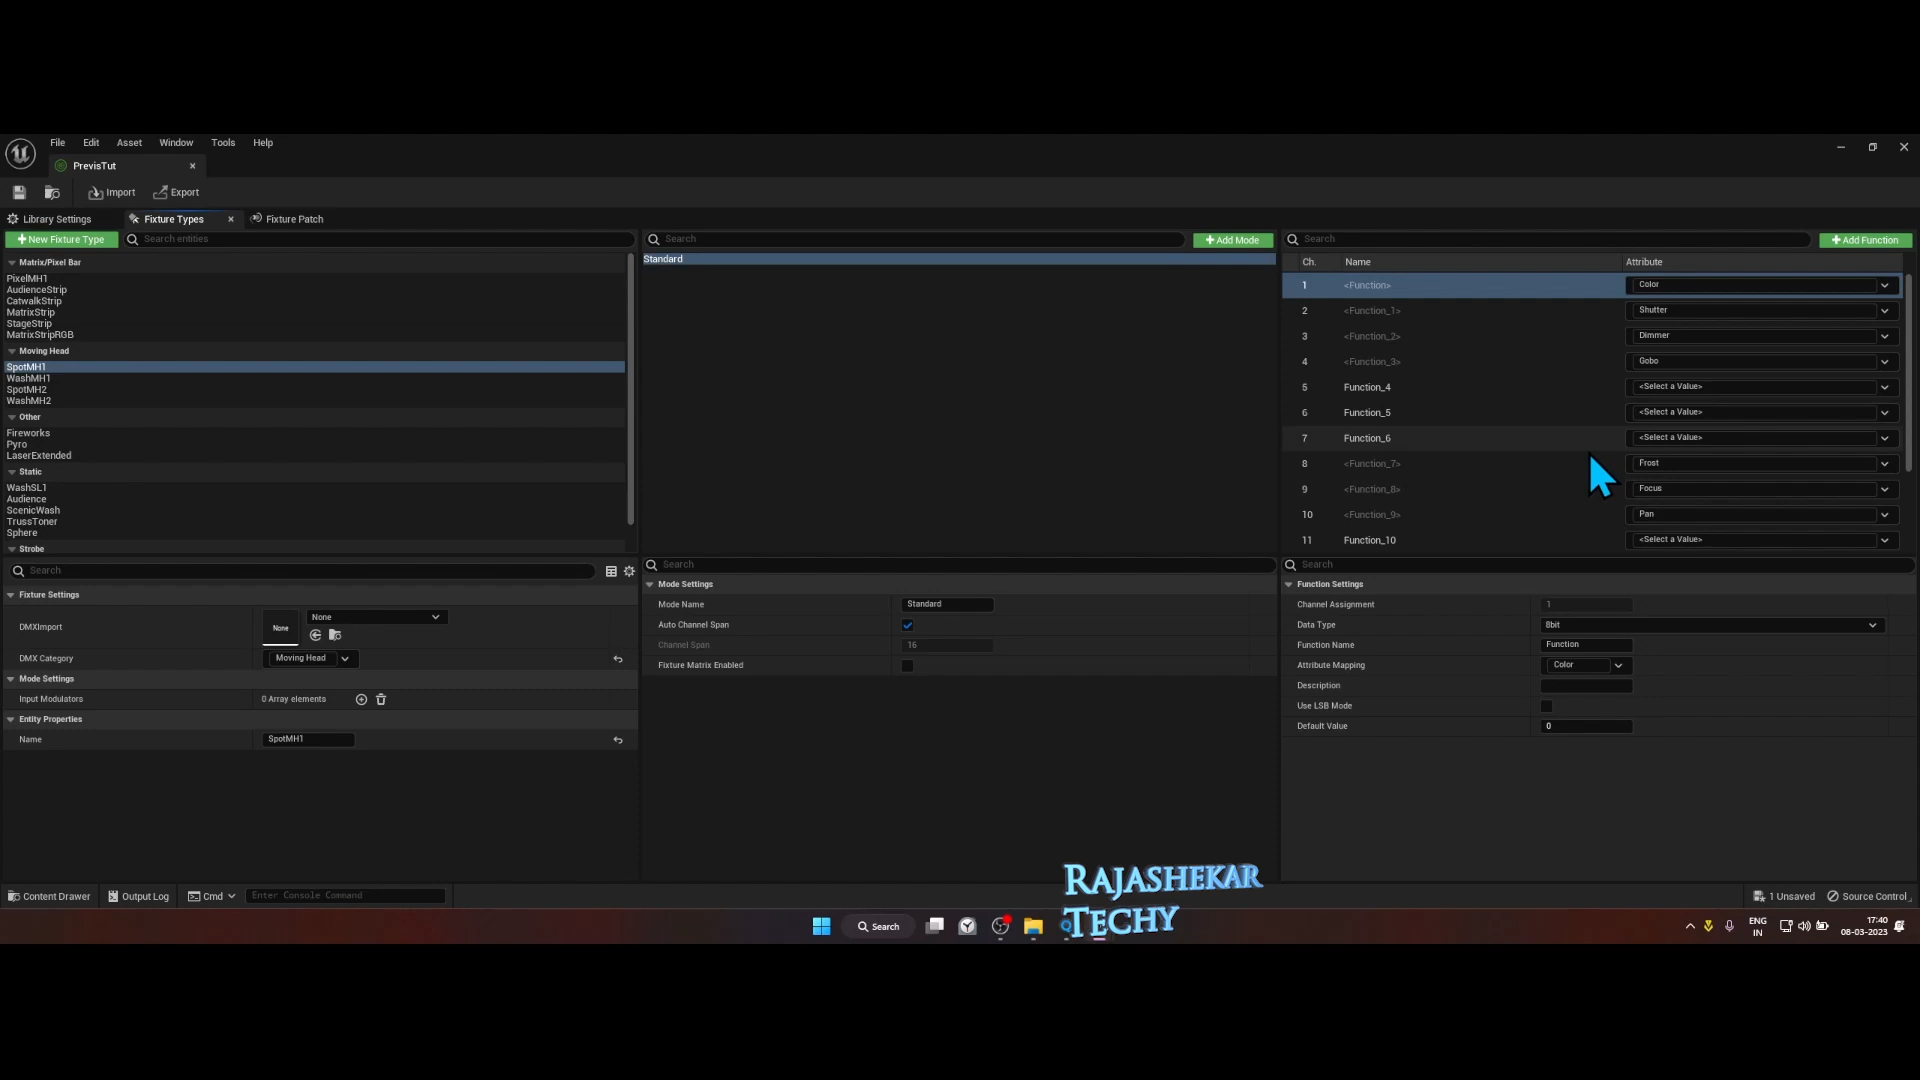 File Edit Asset Window Tools Help
PrevisTut
Import Export
Library Settings Fixture Types Fixture Patch
New Fixture Type Search entities
Matrix/Pixel Bar
PixelMH1
AudienceStrip
CatwalkStrip
MatrixStrip
StageStrip
MatrixStripRGB
Moving Head
SpotMH1
WashMH1
SpotMH2
WashMH2
Other
Fireworks
Pyro
LaserExtended
Static
WashSL1
Audience
ScenicWash
TrussToner
Sphere
Strobe
Search
Fixture Settings
DMXImport None None
DMX Category Moving Head
Mode Settings
Input Modulators 0 Array elements
Entity Properties
Name SpotMH1
Search Add Mode
Standard
Search
Mode Settings
Mode Name Standard
Auto Channel Span
Channel Span 16
Fixture Matrix Enabled
Search Add Function
Ch. Name Attribute
1 <Function> Color
2 <Function_1> Shutter
3 <Function_2> Dimmer
4 <Function_3> Gobo
5 Function_4 <Select a Value>
6 Function_5 <Select a Value>
7 Function_6 <Select a Value>
8 <Function_7> Frost
9 <Function_8> Focus
10 <Function_9> Pan
11 Function_10 <Select a Value>
Search
Function Settings
Channel Assignment 1
Data Type 8bit
Function Name Function
Attribute Mapping Color
Description
Use LSB Mode
Default Value 0
Content Drawer Output Log Cmd Enter Console Command
1 Unsaved Source Control
RAJASHEKAR
TECHY
Search
ENG
IN
17:40
08-03-2023